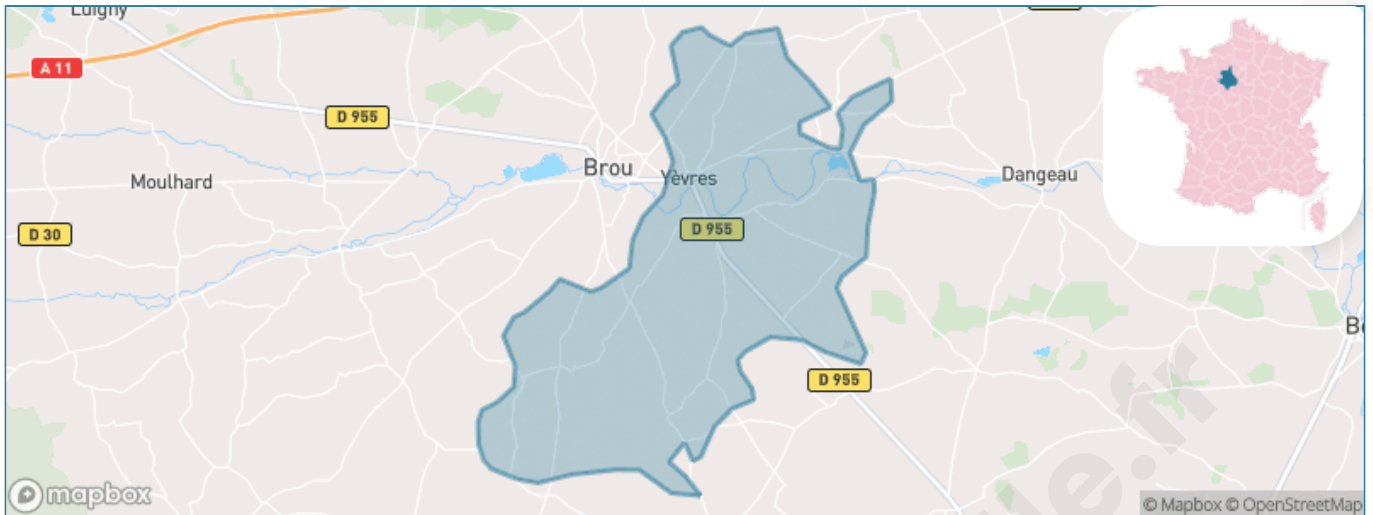 Luigny
A 11
D 955
Brou
Moulhard
Yèvres
Dangeau
D 955
D 30
D 955
mapbox
© Mapbox © OpenStreetMap